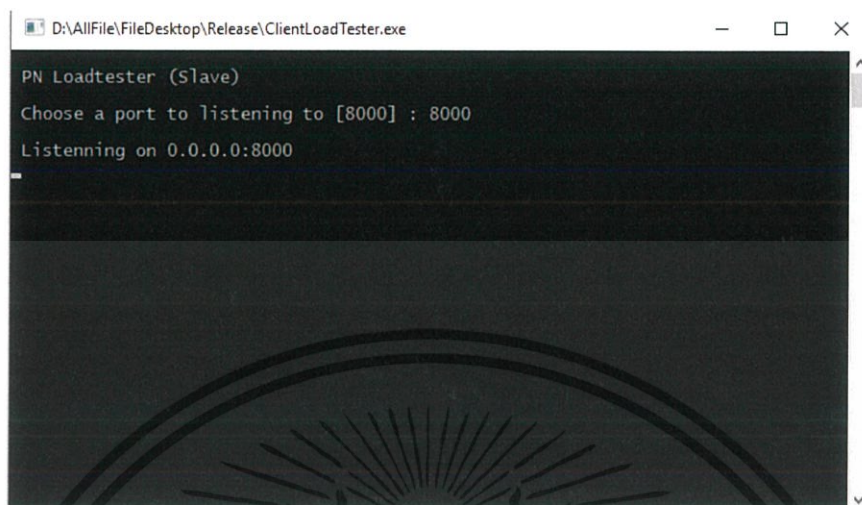 D:\AllFile\FileDesktop\Release\ClientLoadTester.exe
PN Loadtester (Slave)
Choose a port to listening to [8000] : 8000
Listenning on 0.0.0.0:8000